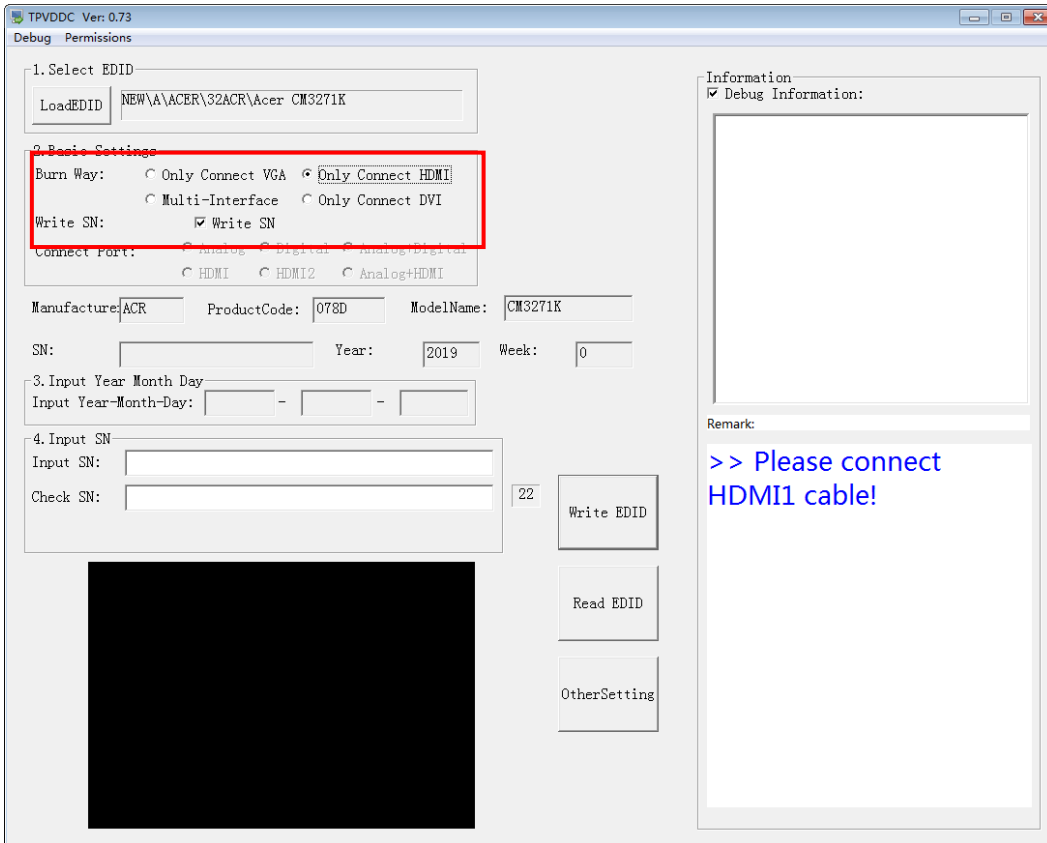 TPVDDC Ver: 0.73
Debug Permissions
1.Select EDID
LoadEDID NEW\A\ACER\32ACR\Acer CM3271K
2.Basic Settings
Burn Way: Only Connect VGA Only Connect HDMI
Multi-Interface Only Connect DVI
Write SN: Write SN
Connect Port: Analog Digital Analog+Digital
HDMI HDMI2 Analog+HDMI
Manufacture: ACR ProductCode: 078D ModelName: CM3271K
SN: Year: 2019 Week: 0
3.Input Year Month Day
Input Year-Month-Day: - -
4.Input SN
Input SN:
Check SN:
22
Write EDID
Read EDID
OtherSetting
Information
Debug Information:
Remark:
>> Please connect
HDMI1 cable!